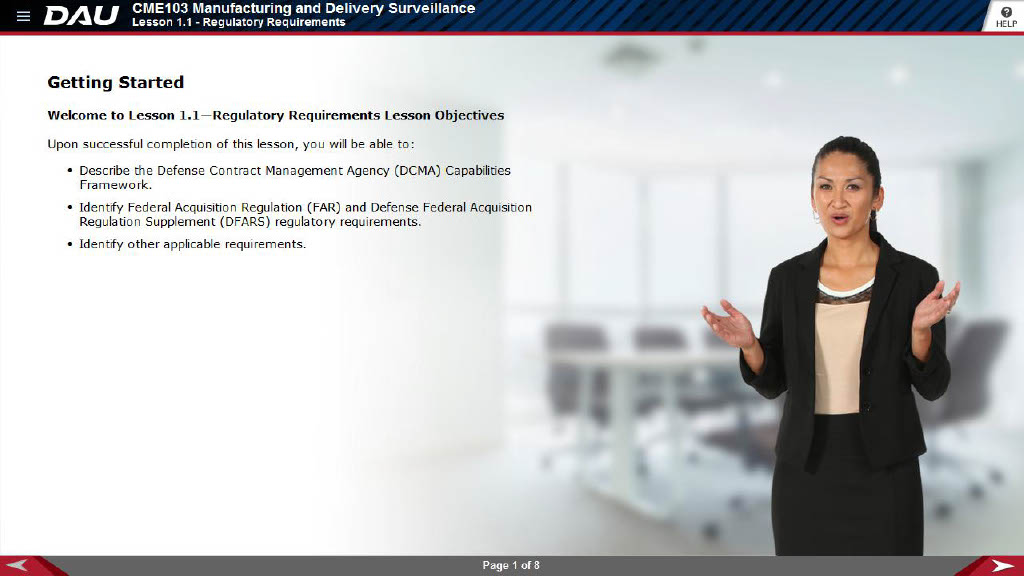 DAU
CME103 Manufacturing and Delivery Surveillance
Lesson 1.1 - Regulatory Requirements
HELP
Getting Started
Welcome to Lesson 1.1—Regulatory Requirements Lesson Objectives
Upon successful completion of this lesson, you will be able to:
• Describe the Defense Contract Management Agency (DCMA) Capabilities
Framework.
• Identify Federal Acquisition Regulation (FAR) and Defense Federal Acquisition
Regulation Supplement (DFARS) regulatory requirements.
• Identify other applicable requirements.
Page 1 of 8